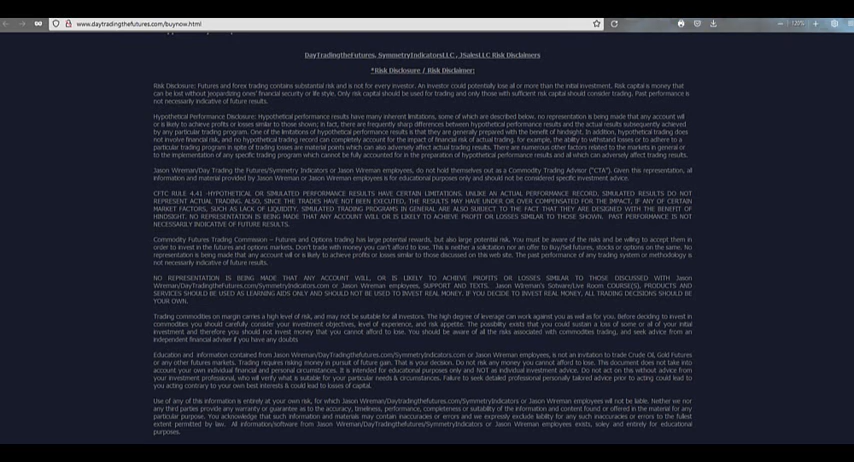 www.daytradingthefutures.com/buynow.html
120%
DayTradingtheFutures, SymmetryIndicatorsLLC, JSalesLLC Risk Disclaimers
*Risk Disclosure / Risk Disclaimer:
Risk Disclosure: Futures and forex trading contains substantial risk and is not for every investor. An investor could potentially lose all or more than the initial investment. Risk capital is money that
can be lost without jeopardizing ones' financial security or life style. Only risk capital should be used for trading and only those with sufficient risk capital should consider trading. Past performance is
not necessarily indicative of future results.
Hypothetical Performance Disclosure: Hypothetical performance results have many inherent limitations, some of which are described below. no representation is being made that any account will
or is likely to achieve profits or losses similar to those shown; in fact, there are frequently sharp differences between hypothetical performance results and the actual results subsequently achieved
by any particular trading program. One of the limitations of hypothetical performance results is that they are generally prepared with the benefit of hindsight. In addition, hypothetical trading does
not involve financial risk, and no hypothetical trading record can completely account for the impact of financial risk of actual trading. for example, the ability to withstand losses or to adhere to a
particular trading program in spite of trading losses are material points which can also adversely affect actual trading results. There are numerous other factors related to the markets in general or
to the implementation of any specific trading program which cannot be fully accounted for in the preparation of hypothetical performance results and all which can adversely affect trading results.
Jason Wireman/Day Trading the Futures/Symmetry Indicators or Jason Wireman employees, do not hold themselves out as a Commodity Trading Advisor ("CTA"). Given this representation, all
information and material provided by Jason Wireman or Jason Wireman employees is for educational purposes only and should not be considered specific investment advice.
CFTC RULE 4.41 -HYPOTHETICAL OR SIMULATED PERFORMANCE RESULTS HAVE CERTAIN LIMITATIONS. UNLIKE AN ACTUAL PERFORMANCE RECORD, SIMULATED RESULTS DO NOT
REPRESENT ACTUAL TRADING. ALSO, SINCE THE TRADES HAVE NOT BEEN EXECUTED, THE RESULTS MAY HAVE UNDER OR OVER COMPENSATED FOR THE IMPACT, IF ANY, OF CERTAIN
MARKET FACTORS, SUCH AS LACK OF LIQUIDITY. SIMULATED TRADING PROGRAMS IN GENERAL ARE ALSO SUBJECT TO THE FACT THAT THEY ARE DESIGNED WITH THE BENEFIT OF
HINDSIGHT. NO REPRESENTATION IS BEING MADE THAT ANY ACCOUNT WILL OR IS LIKELY TO ACHIEVE PROFIT OR LOSSES SIMILAR TO THOSE SHOWN. PAST PERFORMANCE IS NOT
NECESSARILY INDICATIVE OF FUTURE RESULTS.
Commodity Futures Trading Commission – Futures and Options trading has large potential rewards, but also large potential risk. You must be aware of the risks and be willing to accept them in
order to invest in the futures and options markets. Don't trade with money you can't afford to lose. This is neither a solicitation nor an offer to Buy/Sell futures, stocks or options on the same. No
representation is being made that any account will or is likely to achieve profits or losses similar to those discussed on this web site. The past performance of any trading system or methodology is
not necessarily indicative of future results.
NO REPRESENTATION IS BEING MADE THAT ANY ACCOUNT WILL, OR IS LIKELY TO ACHIEVE PROFITS OR LOSSES SIMILAR TO THOSE DISCUSSED WITH Jason
Wireman/DayTradingthefutures.com/SymmetryIndicators.com or Jason Wireman employees, SUPPORT AND TEXTS. Jason Wireman's Sotware/Live Room COURSE(S), PRODUCTS AND
SERVICES SHOULD BE USED AS LEARNING AIDS ONLY AND SHOULD NOT BE USED TO INVEST REAL MONEY. IF YOU DECIDE TO INVEST REAL MONEY, ALL TRADING DECISIONS SHOULD BE
YOUR OWN.
Trading commodities on margin carries a high level of risk, and may not be suitable for all investors. The high degree of leverage can work against you as well as for you. Before deciding to invest in
commodities you should carefully consider your investment objectives, level of experience, and risk appetite. The possibility exists that you could sustain a loss of some or all of your initial
investment and therefore you should not invest money that you cannot afford to lose. You should be aware of all the risks associated with commodities trading, and seek advice from an
independent financial adviser if you have any doubts
Education and information contained from Jason Wireman/DayTradingthefutures.com/SymmetryIndicators.com or Jason Wireman employees, is not an invitation to trade Crude Oil, Gold Futures
or any other futures markets. Trading requires risking money in pursuit of future gain. That is your decision. Do not risk any money you cannot afford to lose. This document does not take into
account your own individual financial and personal circumstances. It is intended for educational purposes only and NOT as individual investment advice. Do not act on this without advice from
your investment professional, who will verify what is suitable for your particular needs & circumstances. Failure to seek detailed professional personally tailored advice prior to acting could lead to
you acting contrary to your own best interests & could lead to losses of capital.
Use of any of this information is entirely at your own risk, for which Jason Wireman/Daytradingthefutures.com/SymmetryIndicators or Jason Wireman employees will not be liable. Neither we nor
any third parties provide any warranty or guarantee as to the accuracy, timeliness, performance, completeness or suitability of the information and content found or offered in the material for any
particular purpose. You acknowledge that such information and materials may contain inaccuracies or errors and we expressly exclude liability for any such inaccuracies or errors to the fullest
extent permitted by law. All information/software from Jason Wireman/DayTradingthefutures/SymmetryIndicators or Jason Wireman employees exists, soley and entirely for educational
purposes.